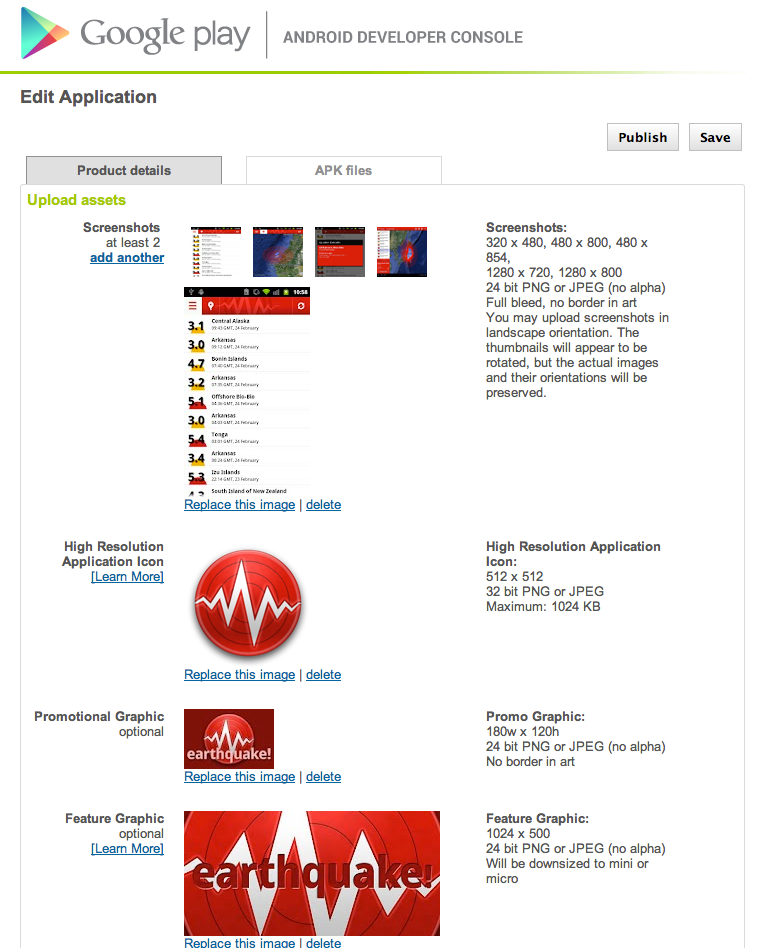 Google play
ANDROID DEVELOPER CONSOLE
Edit Application
Publish
Save
Product details
APK files
Upload assets
Screenshots
at least 2
add another
10:58
3.1
Central Alaska
09:43 GMT, 24 February
3.0
Arkansas
09:12 GMT, 24 February
4.7
Bonin Islands
07:40 GMT, 24 February
3.2
Arkansas
07:35 GMT, 24 February
5.1
Offshore Bio-Bio
GMT, 24 February
3.0
Arkansas
GMT, 24 February
5.4
Tonga
GMT, 24 February
3.4
Arkansas
GMT, 24 February
5.3
Izu Islands
22:14 GMT, 23 February
South Island of New Zealand
Replace this image | delete
Screenshots:
320 x 480, 480 x 800, 480 x
854,
1280 x 720, 1280 x 800
24 bit PNG or JPEG (no alpha)
Full bleed, no border in art
You may upload screenshots in
landscape orientation. The
thumbnails will appear to be
rotated, but the actual images
and their orientations will be
preserved.
High Resolution
Application Icon
[Learn More]
Replace this image | delete
High Resolution Application
Icon:
512 x 512
32 bit PNG or JPEG
Maximum: 1024 KB
Promotional Graphic
optional
earthquake!
Replace this image | delete
Promo Graphic:
180w x 120h
24 bit PNG or JPEG (no alpha)
No border in art
Feature Graphic
optional
[Learn More]
earthquake!
Replace this image | delete
Feature Graphic:
1024 x 500
24 bit PNG or JPEG (no alpha)
Will be downsized to mini or
micro